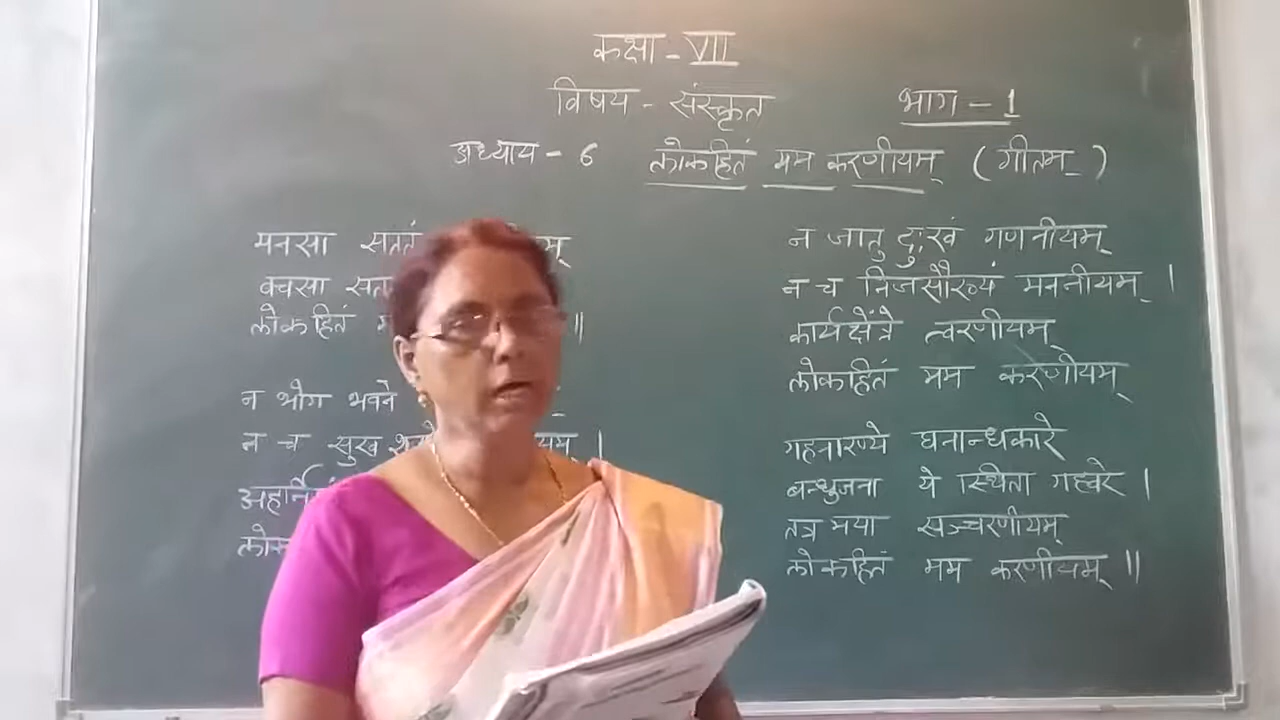 कक्षा - VII
विषय - संस्कृत भाग - 1
अध्याय - 6 लोकहितं मम करणीयम् (गीतम्)
मनसा सततं
वचसा
लोकहितं ॥
न भोग भवने
न च सुख
न जातु दुःखं गणनीयम्
न च निजसौख्यं मननीयम् ।
कार्यक्षेत्रे त्वरणीयम्
लोकहितं मम करणीयम्
गहनारण्ये घनान्धकारे
बन्धुजना ये स्थिता गह्वरे ।
तत्र मया सञ्चरणीयम्
लोकहितं मम करणीयम् ॥